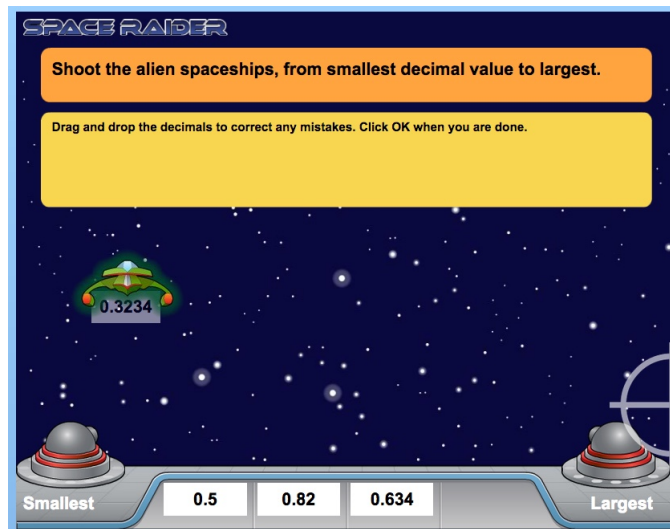 SPACE RAIDER
Shoot the alien spaceships, from smallest decimal value to largest.
Drag and drop the decimals to correct any mistakes. Click OK when you are done.
0.3234
Smallest 0.5 0.82 0.634 Largest